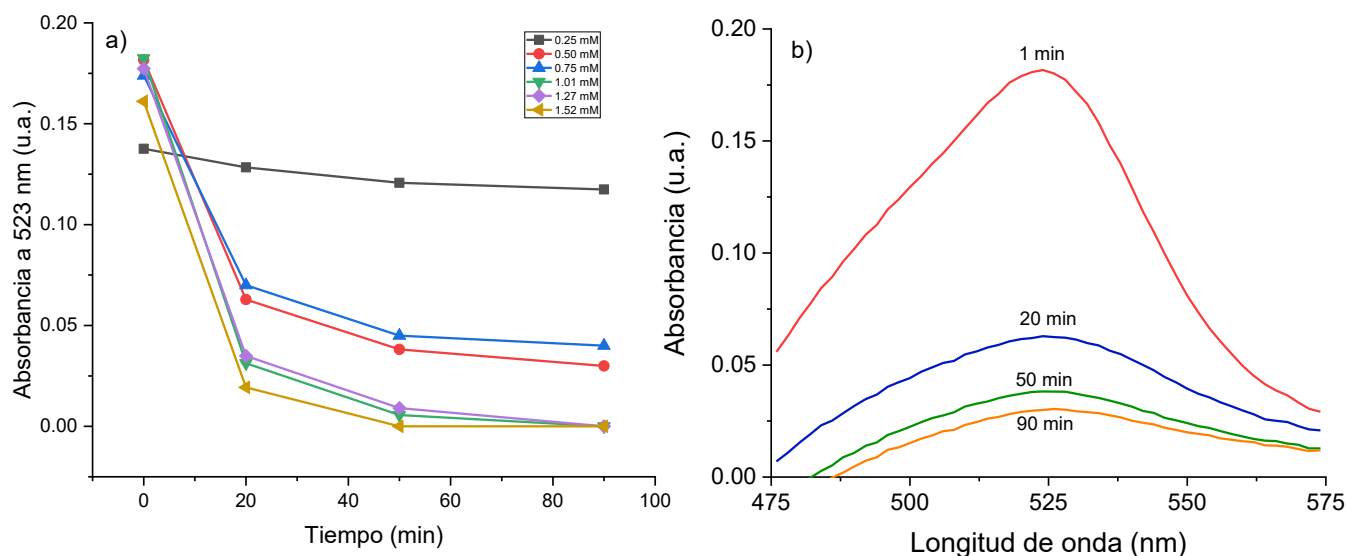 a)
0.25 mM
0.50 mM
0.75 mM
1.01 mM
1.27 mM
1.52 mM
0.20
0.15
0.10
0.05
0.00
Absorbancia a 523 nm (u.a.)
0 20 40 60 80 100
Tiempo (min)
b)
1 min
20 min
50 min
90 min
0.20
0.15
0.10
0.05
0.00
Absorbancia (u.a.)
475 500 525 550 575
Longitud de onda (nm)